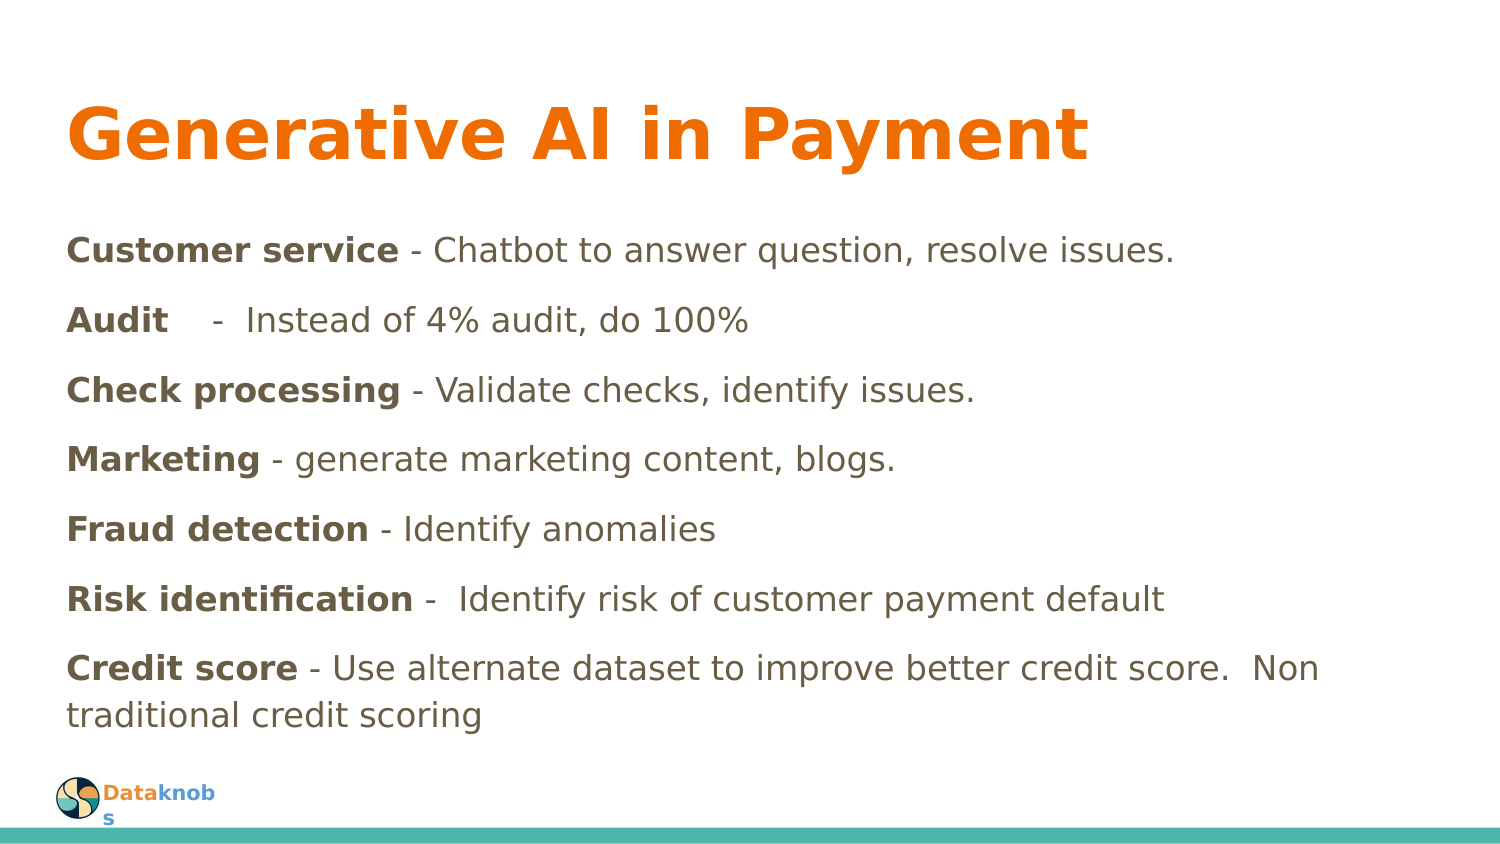 Generative AI in Payment
Customer service - Chatbot to answer question, resolve issues.
Audit    -  Instead of 4% audit, do 100%
Check processing - Validate checks, identify issues.
Marketing - generate marketing content, blogs.
Fraud detection - Identify anomalies
Risk identification -  Identify risk of customer payment default
Credit score - Use alternate dataset to improve better credit score.  Non
traditional credit scoring
Dataknob
s